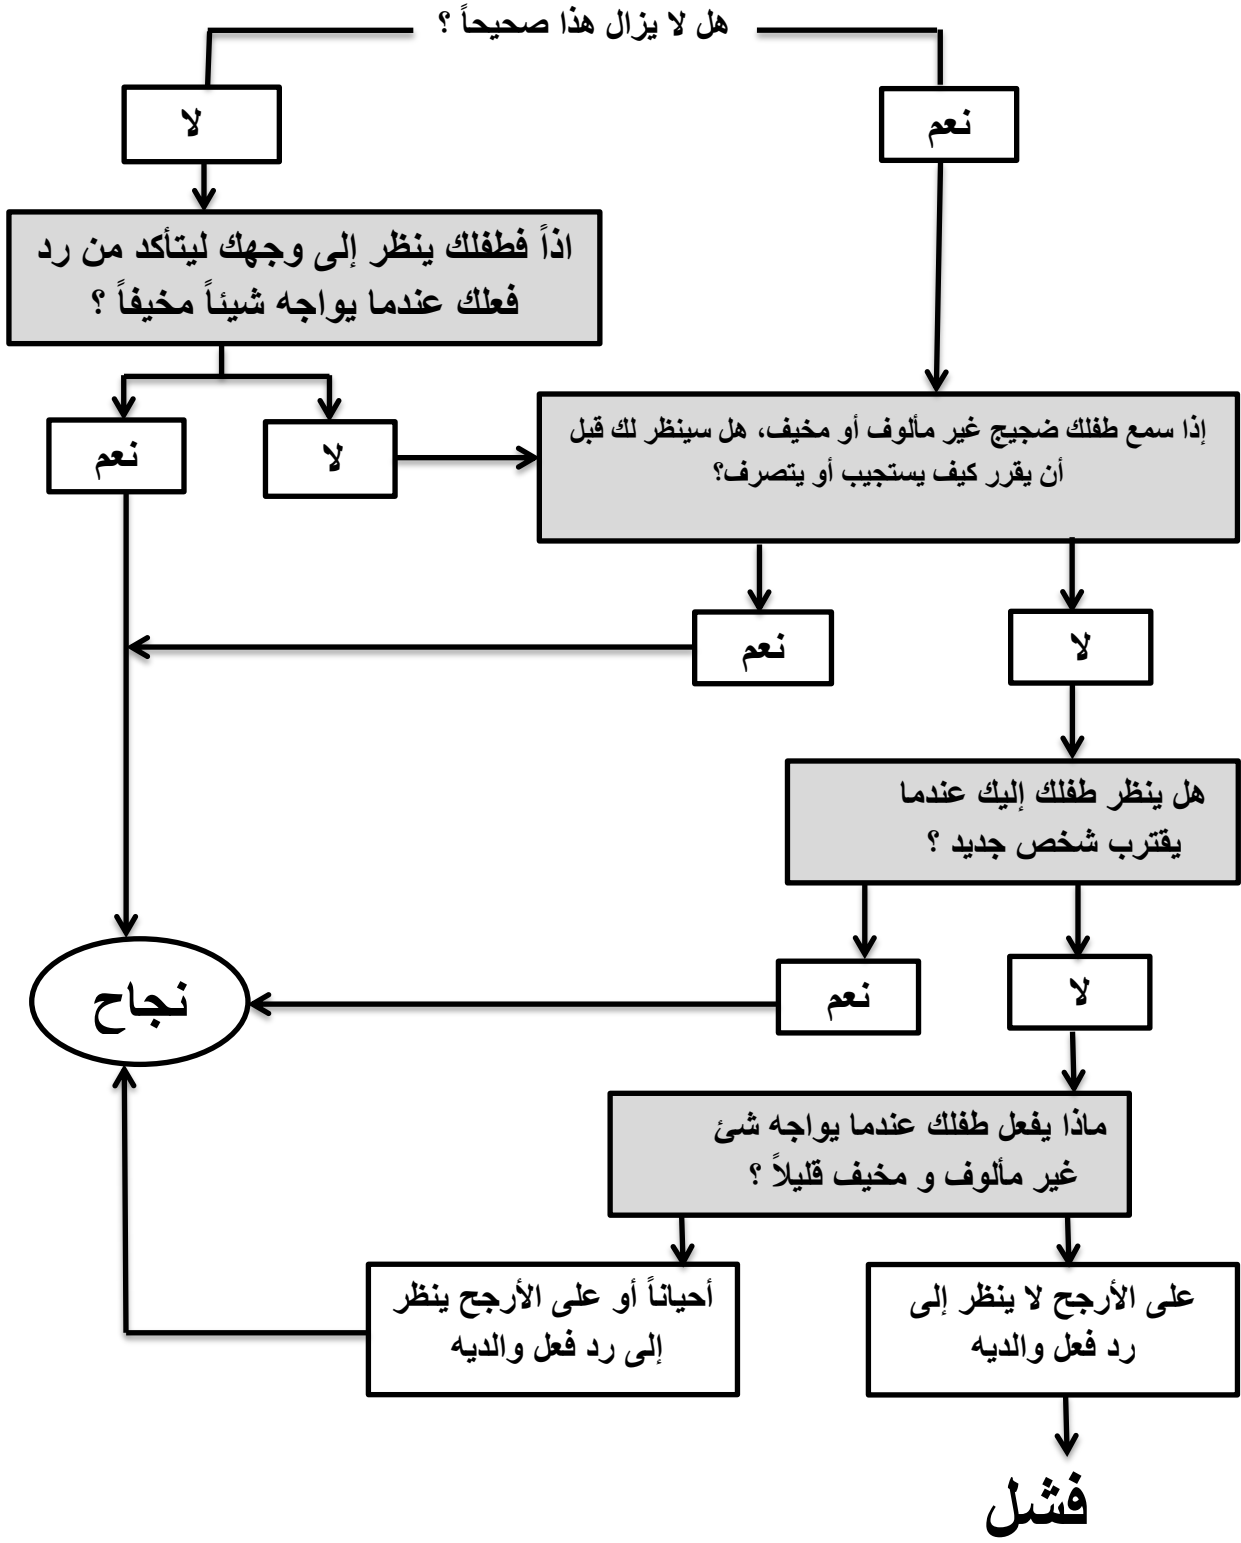 هل لا يزال هذا صحيحاً ؟
نعم
لا
اذاً فطفلك ينظر إلى وجهك ليتأكد من رد
فعلك عندما يواجه شيئاً مخيفاً ؟
لا
نعم
إذا سمع طفلك ضجيج غير مألوف أو مخيف، هل سينظر لك قبل
أن يقرر كيف يستجيب أو يتصرف؟
لا
نعم
هل ينظر طفلك إليك عندما
يقترب شخص جديد ؟
لا
نعم
نجاح
ماذا يفعل طفلك عندما يواجه شئ
غير مألوف و مخيف قليلاً ؟
على الأرجح لا ينظر إلى
رد فعل والديه
أحياناً أو على الأرجح ينظر
إلى رد فعل والديه
فشل